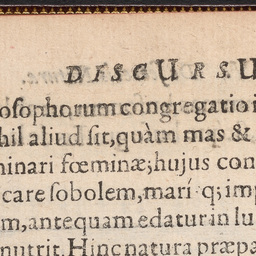 DISCURSU
osophorum congregatio i
hil aliud sit, quàm mas &
ninari fœminæ; hujus con
care sobolem, mari q; imp
m, antequam edatur in lu
nutrit. Hinc natura præpa